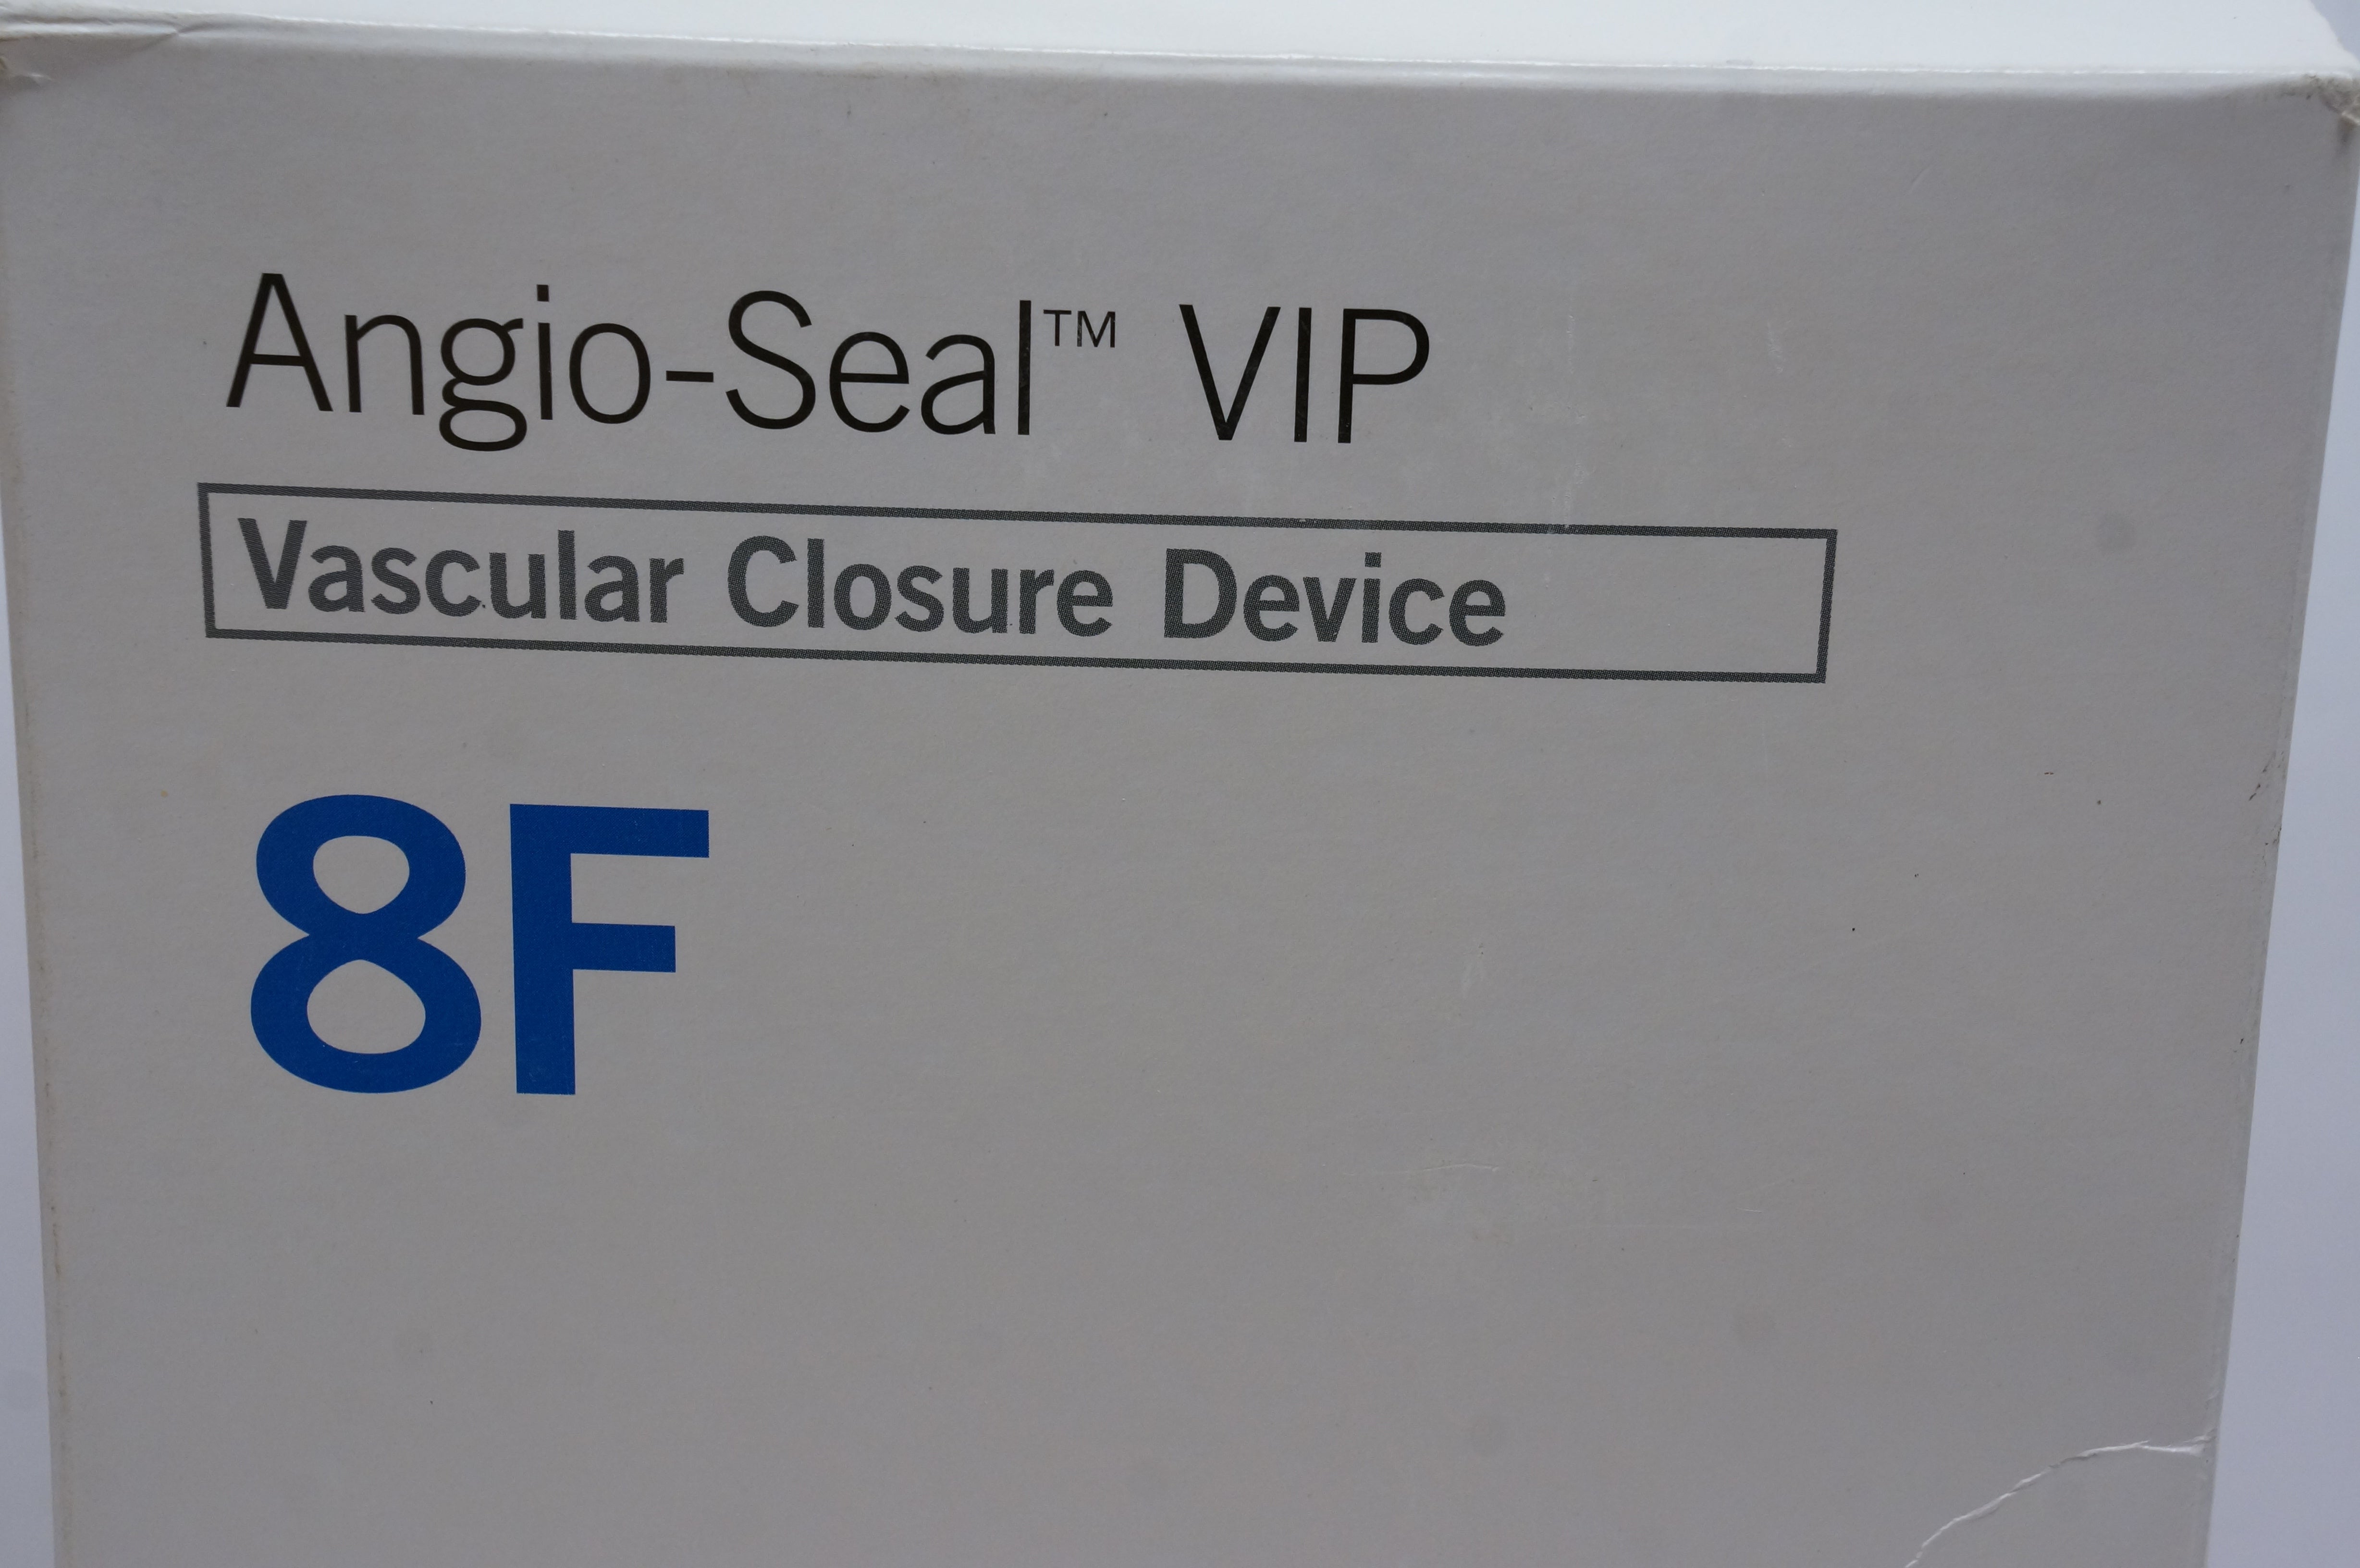 Angio-Seal™ VIP
Vascular Closure Device
8F